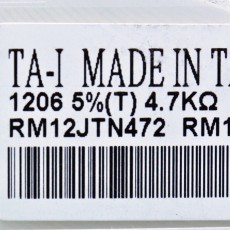 TA-I MADE IN TA
1206 5%(T) 4.7KΩ
RM12JTN472 RM1